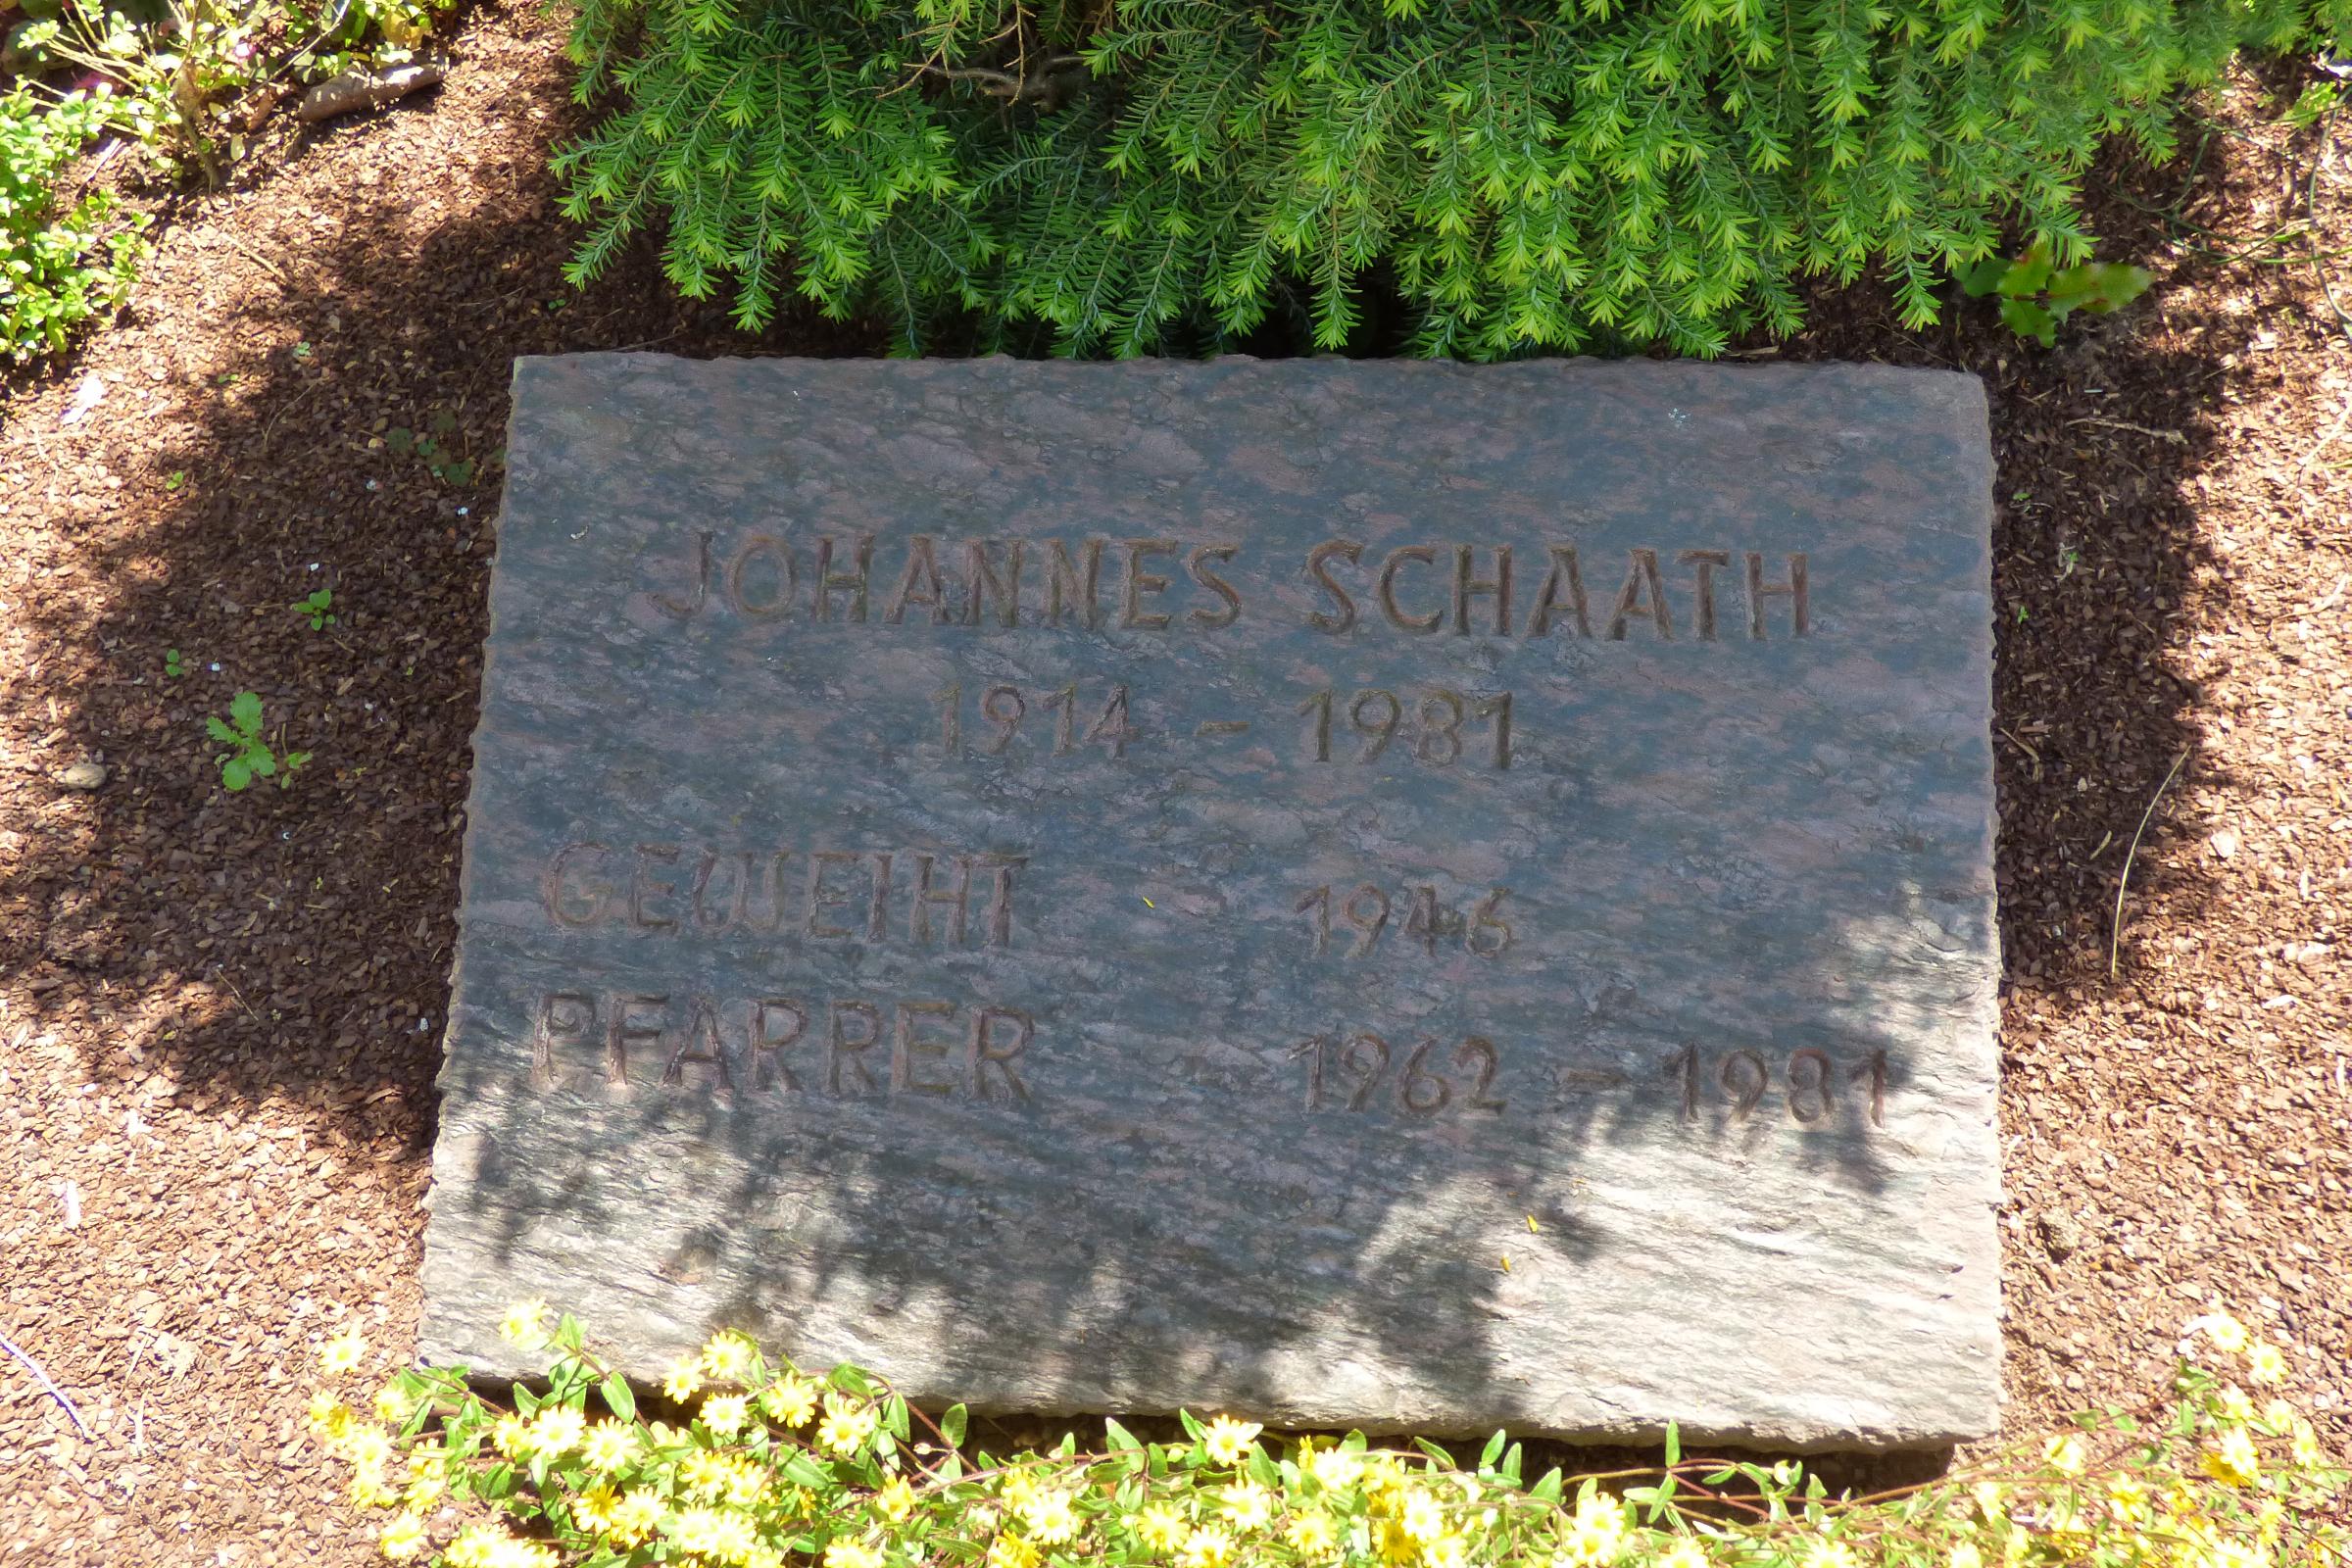 JOHANNES SCHAATH
1914 - 1981
GEWEIHT 1946
PFARRER 1962 - 1981